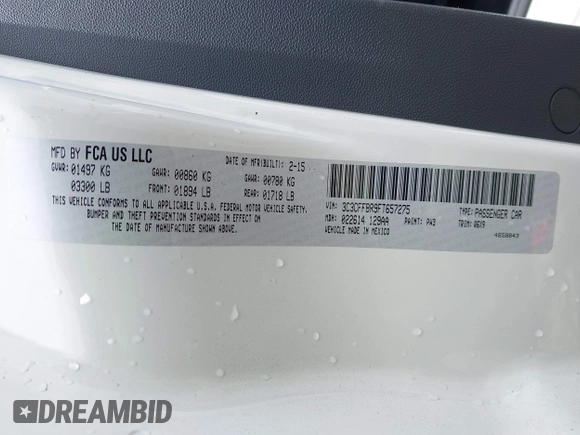 MFD BY FCA US LLC
DATE OF MFR(BUILT): 2-15
GVWR: 01497 KG
GAWR: 00860 KG
GAWR: 00780 KG
03300 LB
FRONT: 01894 LB
REAR: 01718 LB
THIS VEHICLE CONFORMS TO ALL APPLICABLE U.S.A. FEDERAL MOTOR VEHICLE SAFETY,
BUMPER AND THEFT PREVENTION STANDARDS IN EFFECT ON
THE DATE OF MANUFACTURE SHOWN ABOVE.
VIN: 3C3CFFBR9FT657275
TYPE: PASSENGER CAR
MDH: 022614 129AA
PAINT: PW3
TRIM: 06X9
VEHICLE MADE IN MEXICO
4658843
DREAMBID